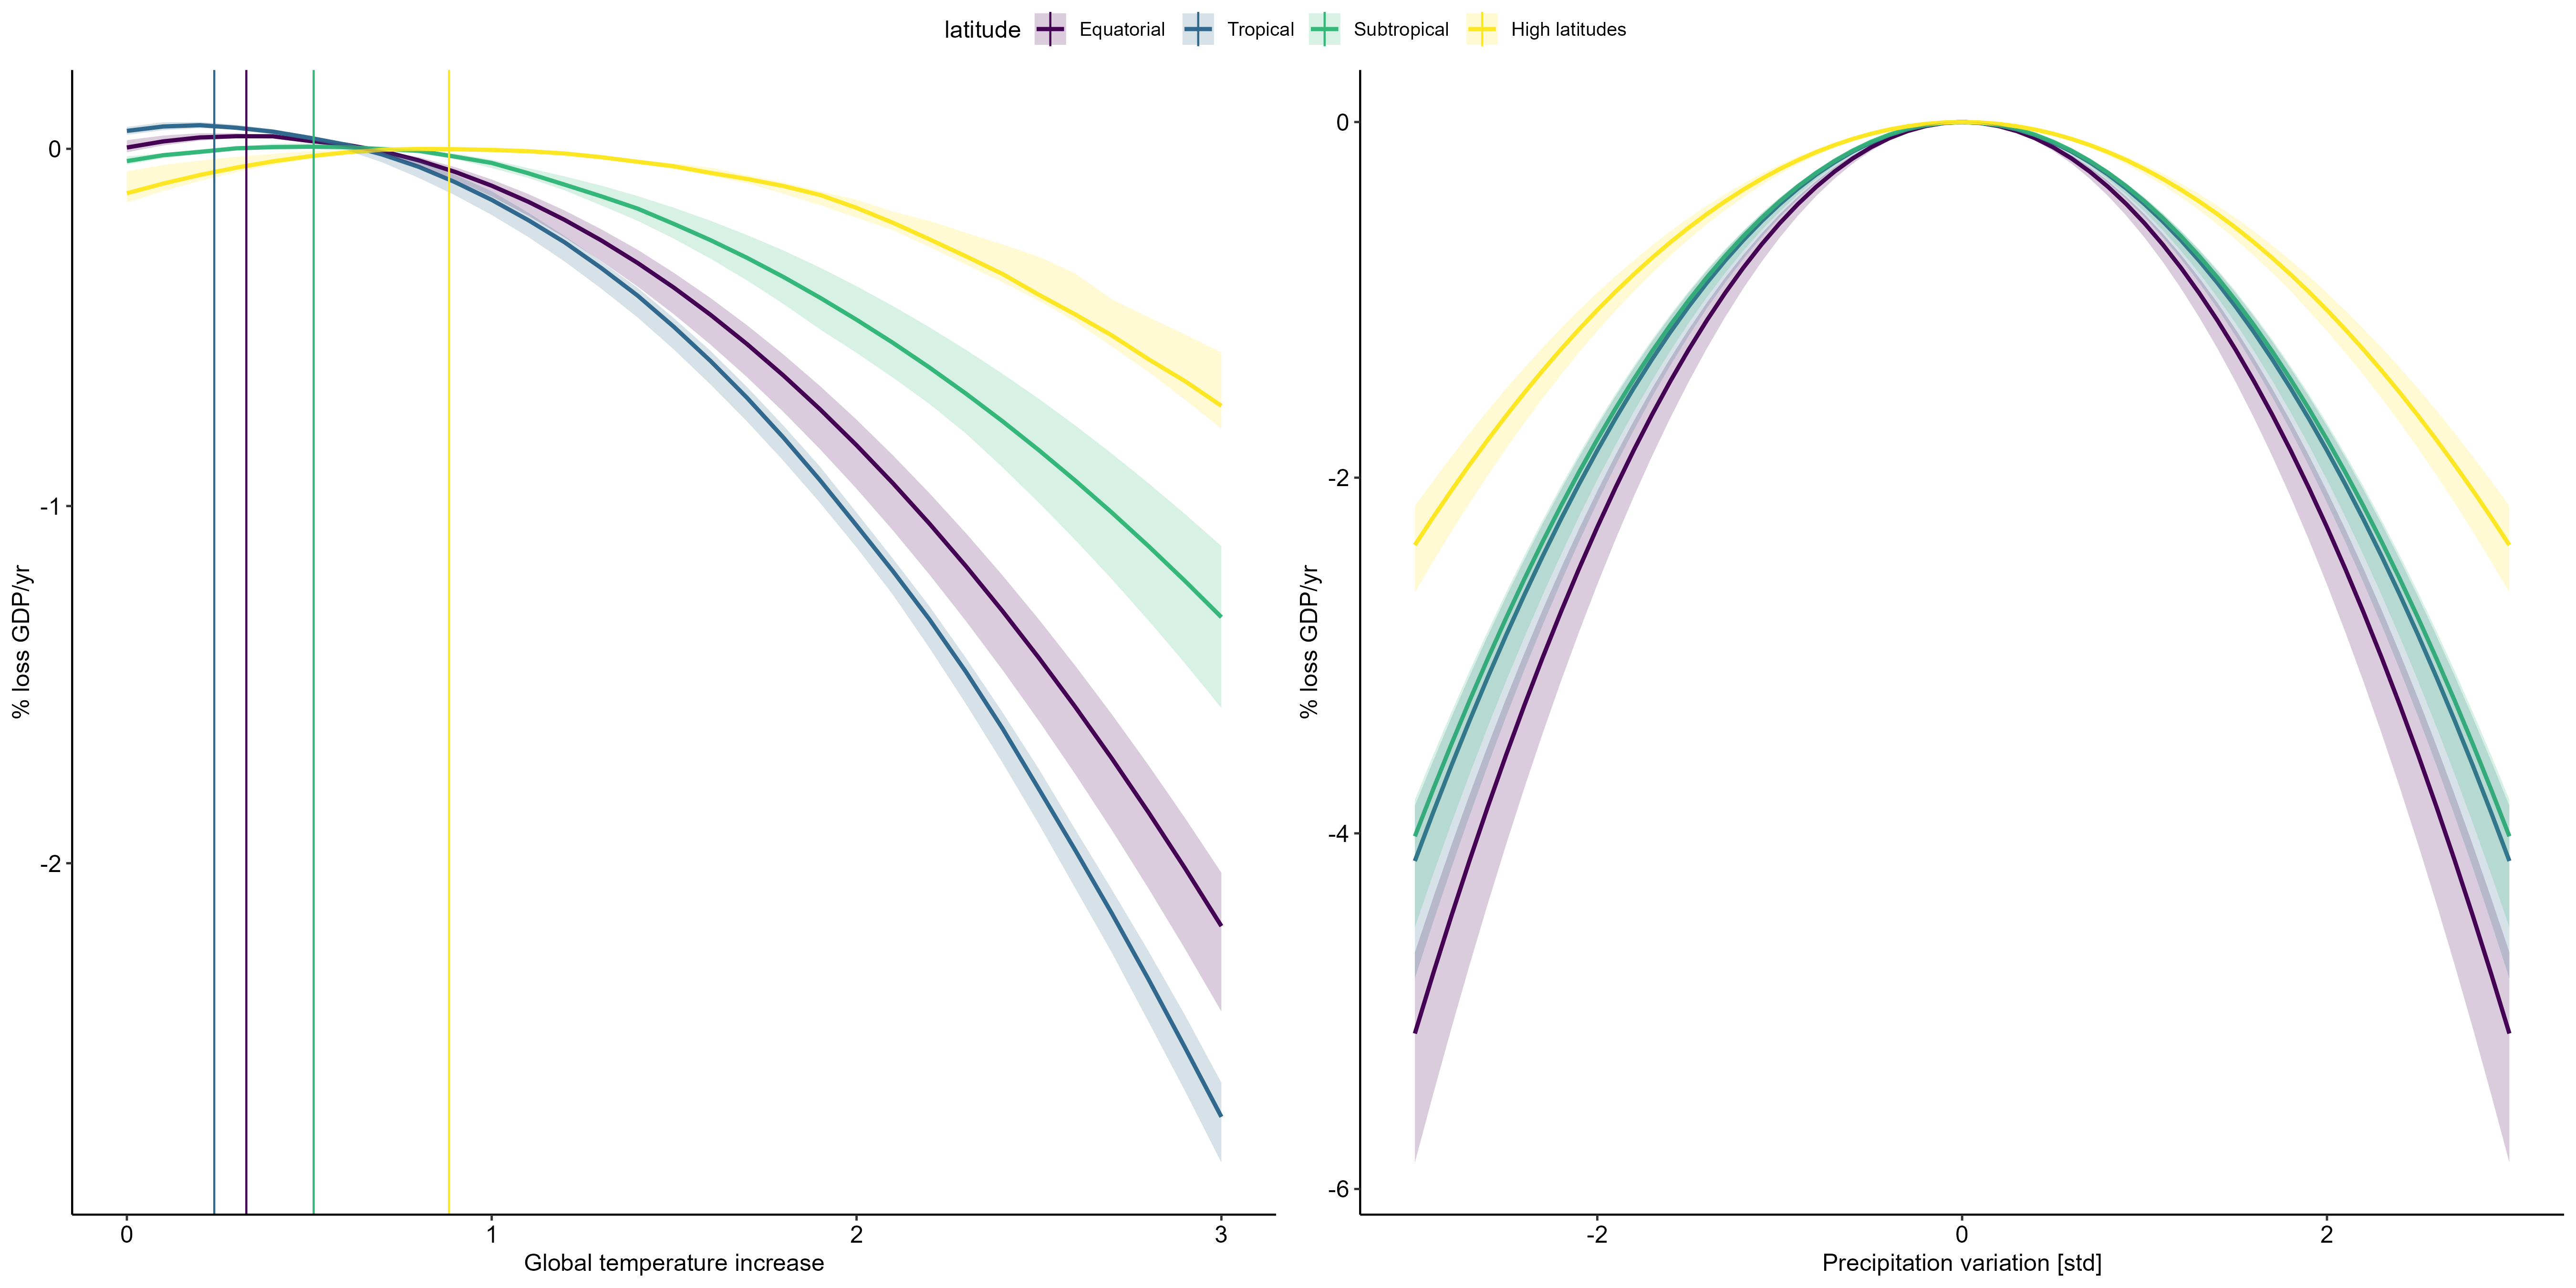 latitude Equatorial Tropical Subtropical High latitudes
% loss GDP/yr
0
-1
-2
0 1 2 3
Global temperature increase
% loss GDP/yr
0
-2
-4
-6
-2 0 2
Precipitation variation [std]